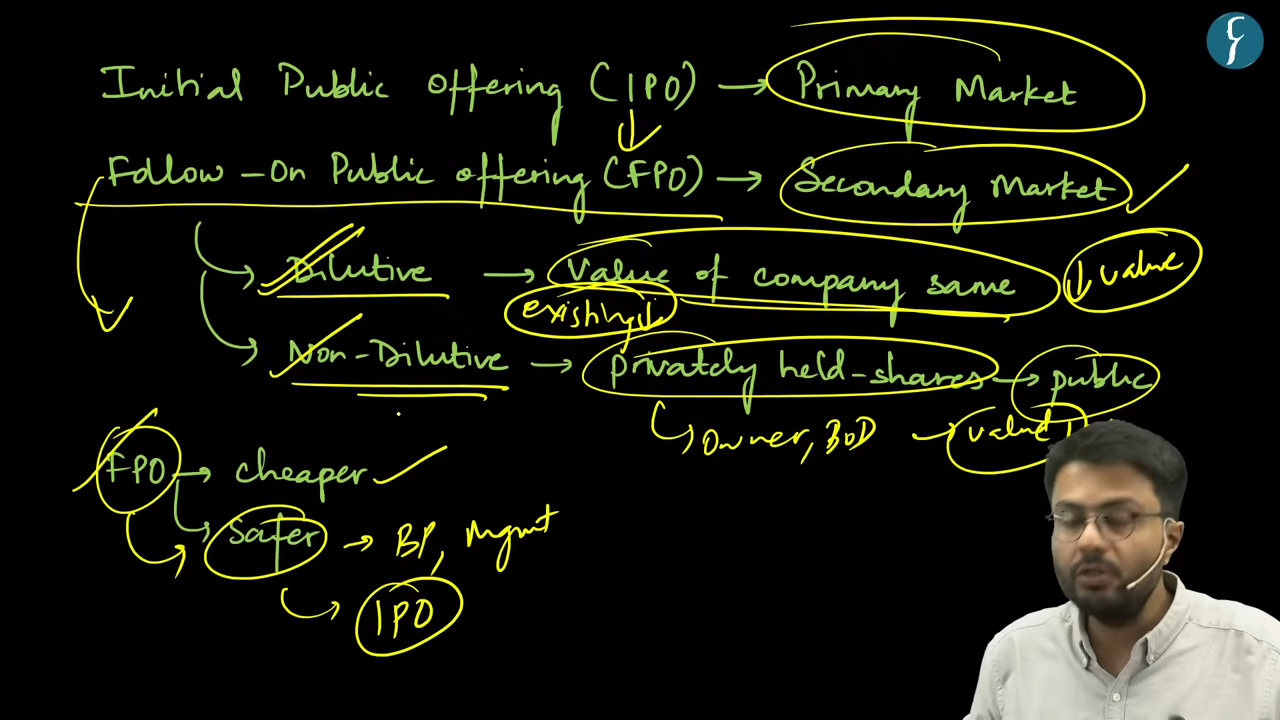 Initial Public Offering (IPO) → Primary Market
Follow-On Public Offering (FPO) → Secondary Market
Dilutive → Value of company same ↓ value
existing ↓
Non-Dilutive → privately held-shares → public
Owner, BoD → value
FPO → cheaper
Safer → BP, Mgmt
IPO